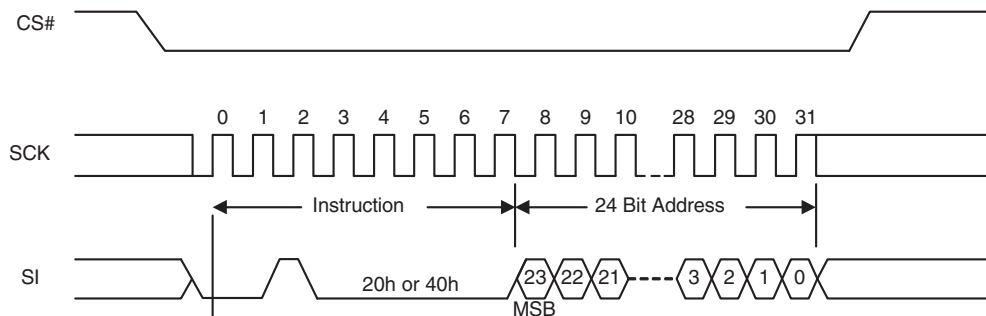 CS#
0 1 2 3 4 5 6 7 8 9 10 28 29 30 31
SCK
Instruction 24 Bit Address
SI 20h or 40h 23 22 21 3 2 1 0
MSB